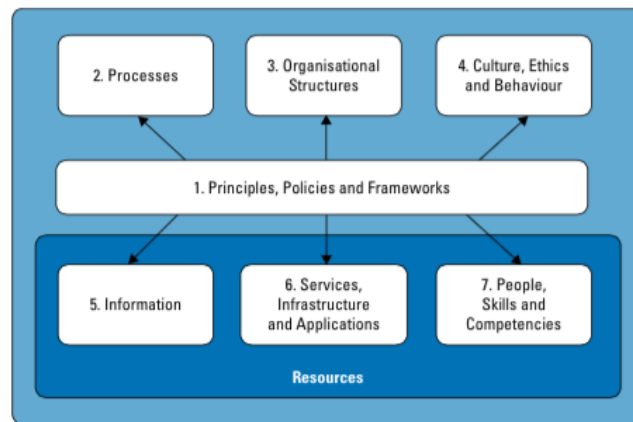 2. Processes
3. Organisational
Structures
4. Culture, Ethics
and Behaviour
1. Principles, Policies and Frameworks
5. Information
6. Services,
Infrastructure
and Applications
7. People,
Skills and
Competencies
Resources